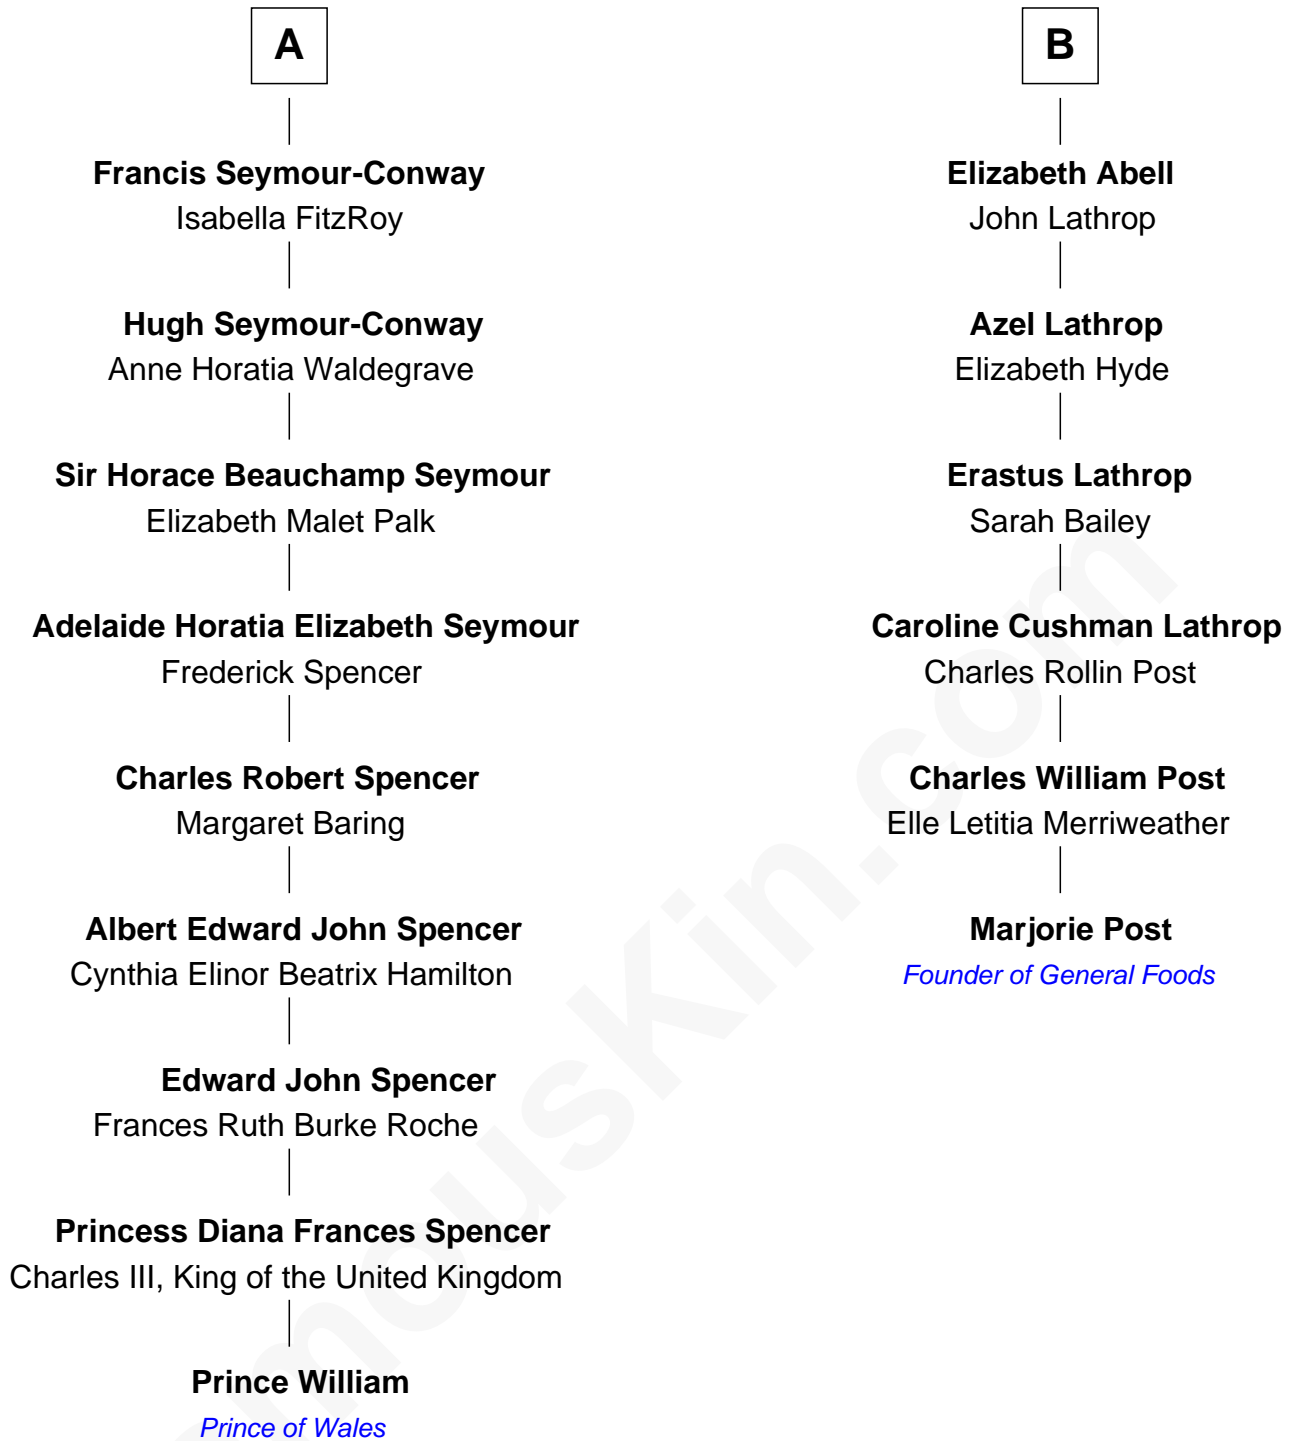 A
Francis Seymour-Conway
Isabella FitzRoy
Hugh Seymour-Conway
Anne Horatia Waldegrave
Sir Horace Beauchamp Seymour
Elizabeth Malet Palk
Adelaide Horatia Elizabeth Seymour
Frederick Spencer
Charles Robert Spencer
Margaret Baring
Albert Edward John Spencer
Cynthia Elinor Beatrix Hamilton
Edward John Spencer
Frances Ruth Burke Roche
Princess Diana Frances Spencer
Charles III, King of the United Kingdom
Prince William
Prince of Wales
B
Elizabeth Abell
John Lathrop
Azel Lathrop
Elizabeth Hyde
Erastus Lathrop
Sarah Bailey
Caroline Cushman Lathrop
Charles Rollin Post
Charles William Post
Elle Letitia Merriweather
Marjorie Post
Founder of General Foods
mousKin.com